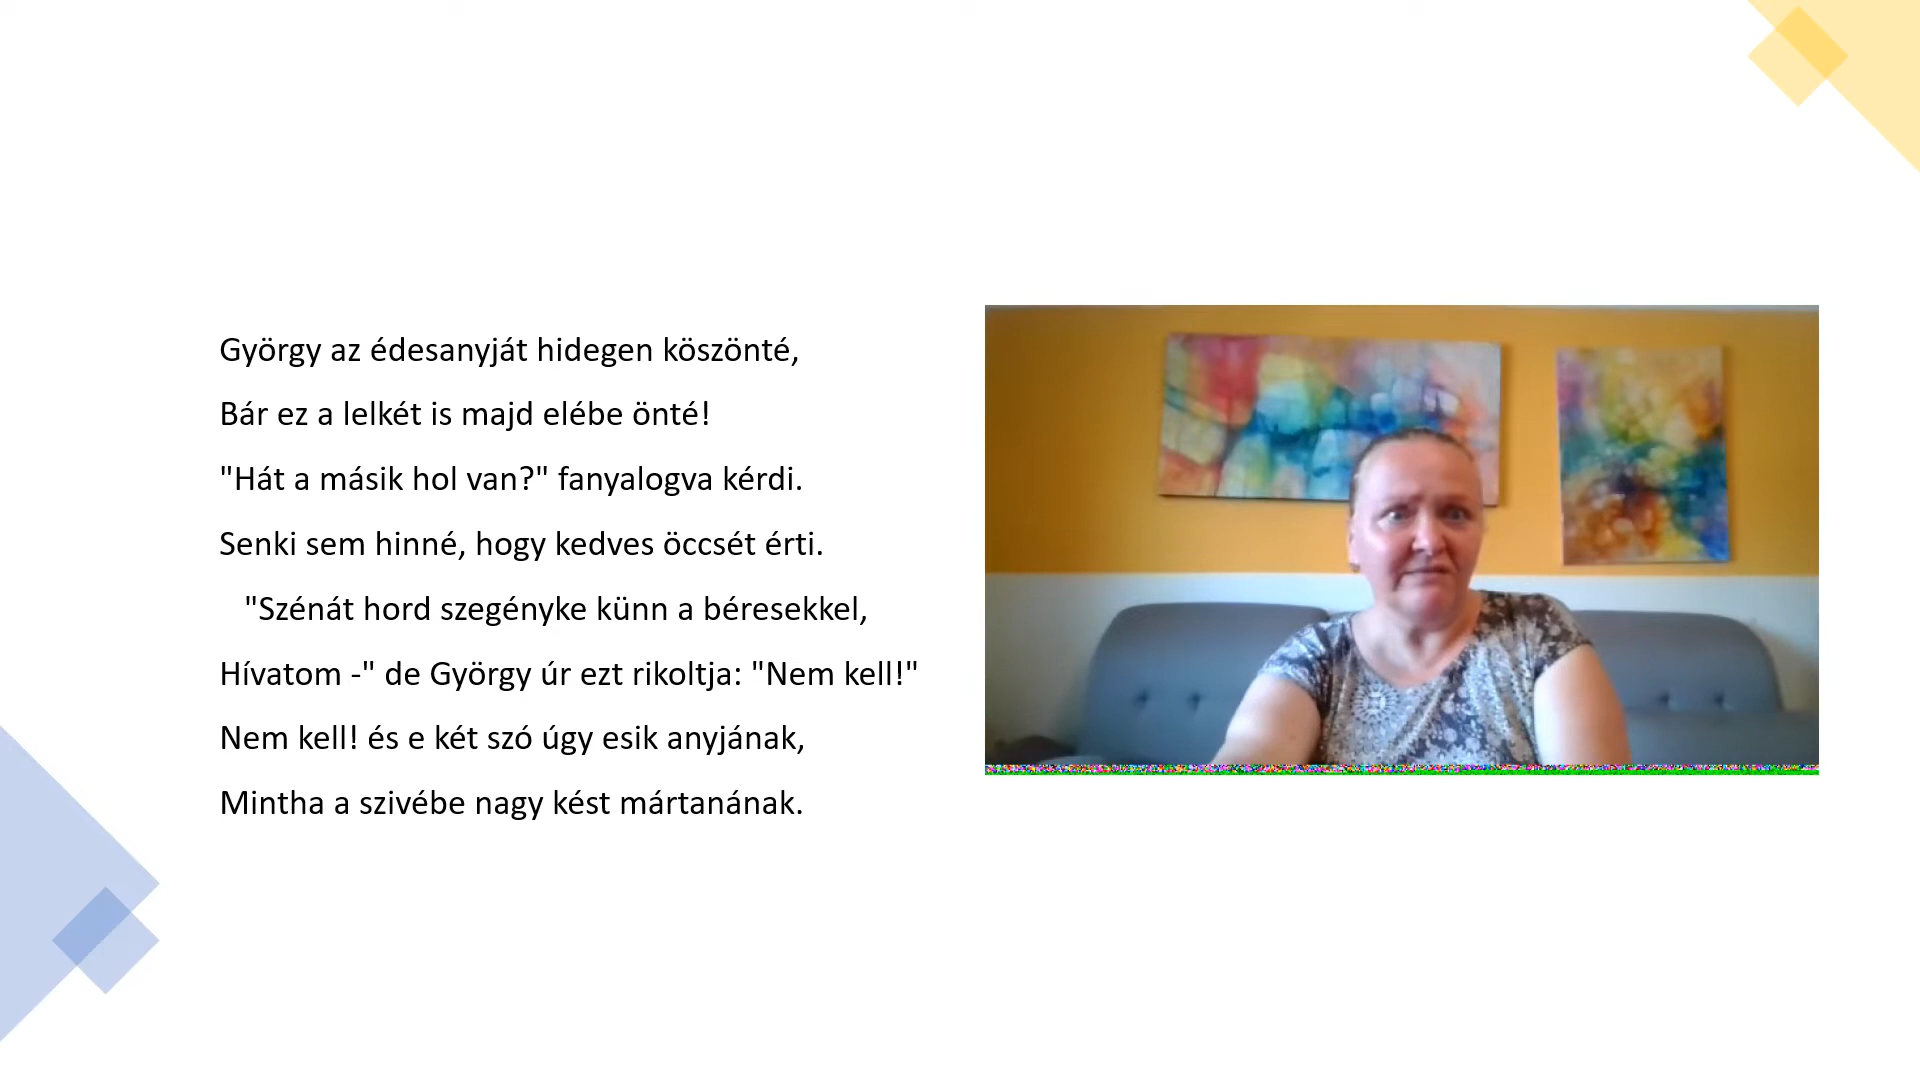 György az édesanyját hidegen köszönté,
Bár ez a lelkét is majd elébe önté!
"Hát a másik hol van?" fanyalogva kérdi.
Senki sem hinné, hogy kedves öccsét érti.
"Szénát hord szegényke künn a béresekkel,
Hívatom -" de György úr ezt rikoltja: "Nem kell!"
Nem kell! és e két szó úgy esik anyjának,
Mintha a szivébe nagy kést mártanának.